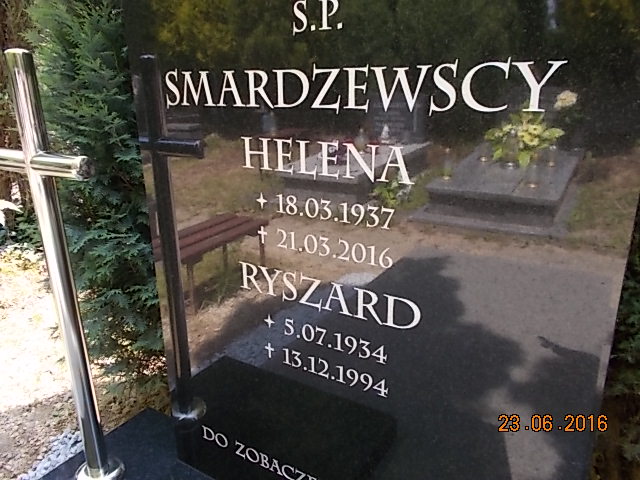 Ś.P.
SMARDZEWSCY
HELENA
✦ 18.03.1937
✝ 21.03.2016
RYSZARD
✦ 5.07.1934
✝ 13.12.1994
DO
23.06.2016